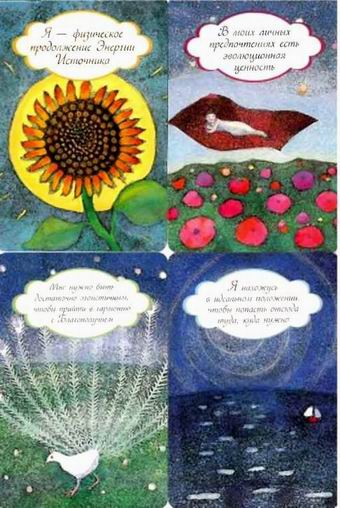 Я — физическое
продолжение Энергии
Источника
В моих личных
предпочтениях есть
эволюционная
ценность
Мне нужно быть
достаточно эгоистичным,
чтобы прийти в гармонию
с Благополучием
Я нахожусь
в идеальном положении
чтобы попасть отсюда
туда, куда нужно